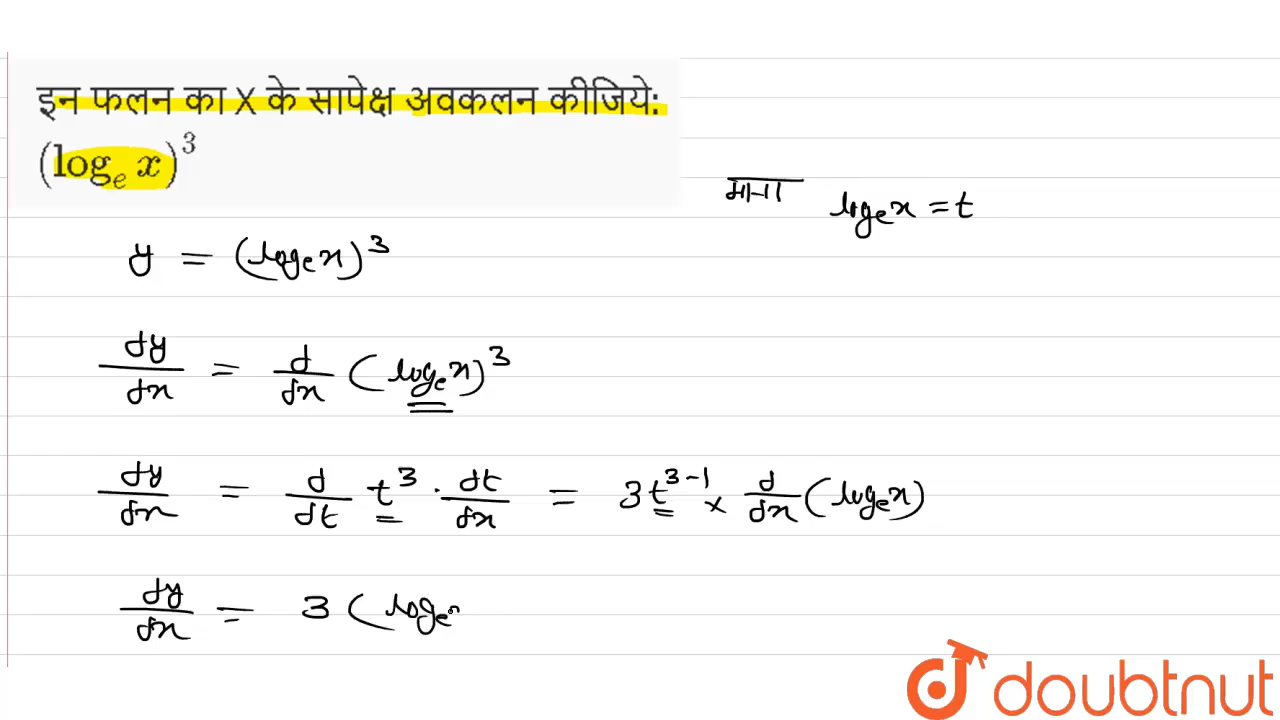 इन फलन का X के सापेक्ष अवकलन कीजिये:
(logₑ x)³
माना logₑx = t
y = (logₑx)³
dy/dx = d/dx (logₑx)³
dy/dx = d/dt t³ · dt/dx = 3t³⁻¹ × d/dx (logₑx)
dy/dx = 3 (logₑ
doubtnut